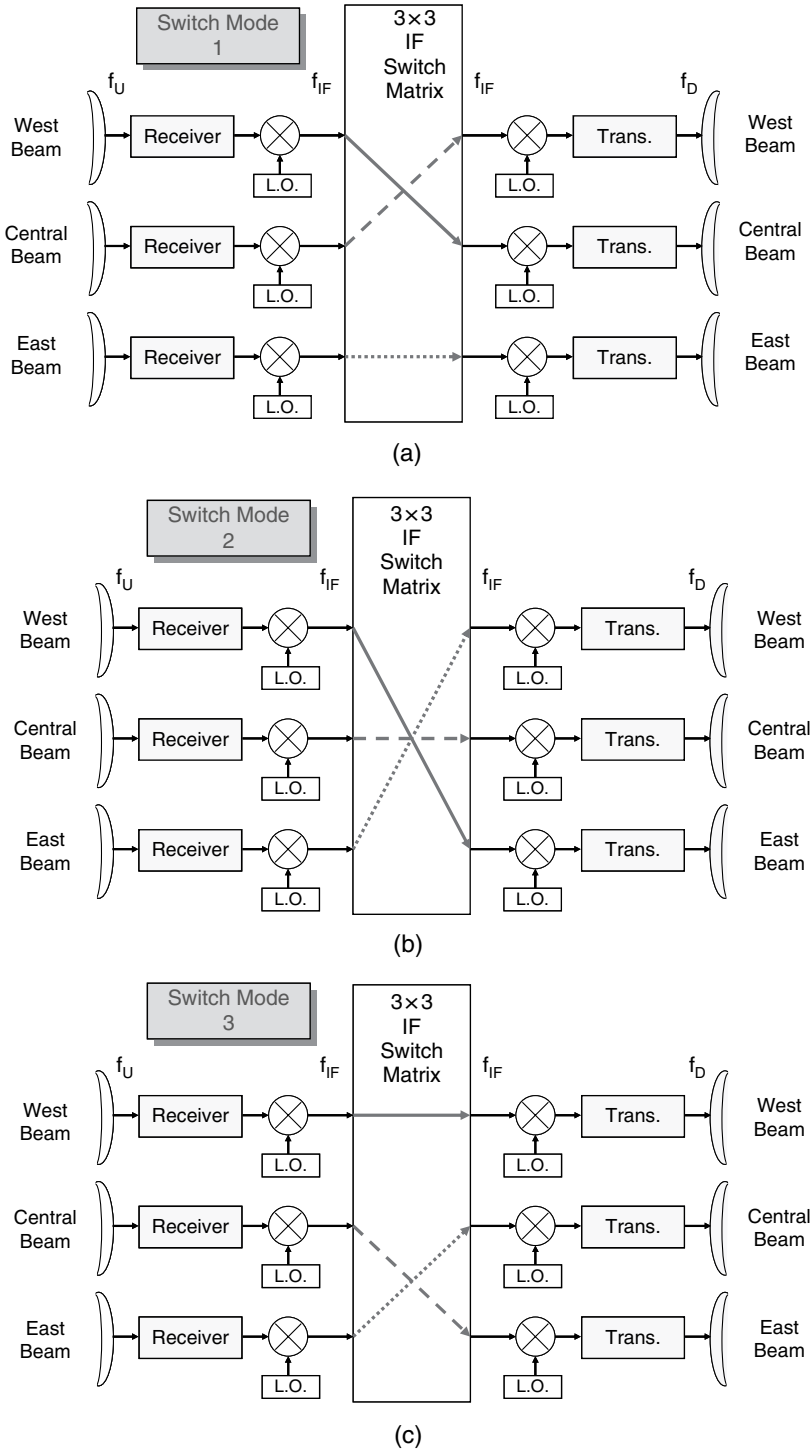 Switch Mode
1
3×3
IF
Switch
Matrix
f_U
f_IF
f_IF
f_D
West
Beam
Receiver
L.O.
L.O.
Trans.
West
Beam
Central
Beam
Receiver
L.O.
L.O.
Trans.
Central
Beam
East
Beam
Receiver
L.O.
L.O.
Trans.
East
Beam
(a)
Switch Mode
2
3×3
IF
Switch
Matrix
f_U
f_IF
f_IF
f_D
West
Beam
Receiver
L.O.
L.O.
Trans.
West
Beam
Central
Beam
Receiver
L.O.
L.O.
Trans.
Central
Beam
East
Beam
Receiver
L.O.
L.O.
Trans.
East
Beam
(b)
Switch Mode
3
3×3
IF
Switch
Matrix
f_U
f_IF
f_IF
f_D
West
Beam
Receiver
L.O.
L.O.
Trans.
West
Beam
Central
Beam
Receiver
L.O.
L.O.
Trans.
Central
Beam
East
Beam
Receiver
L.O.
L.O.
Trans.
East
Beam
(c)